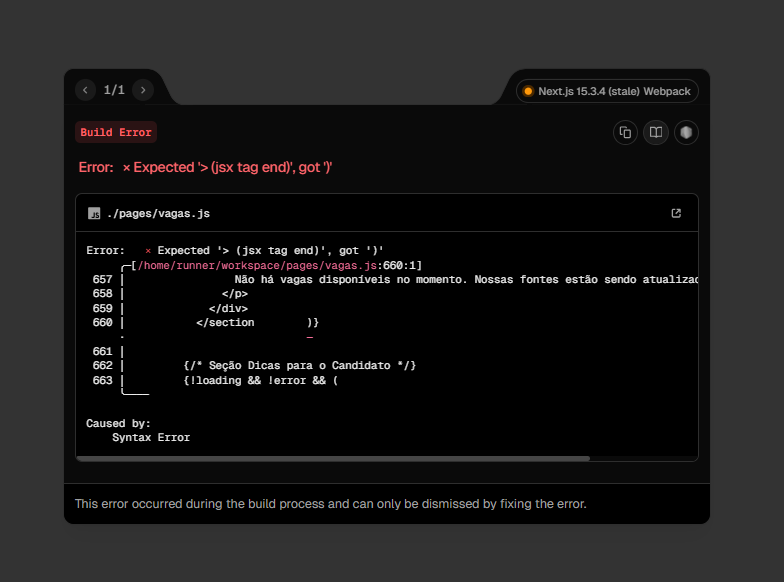 1/1
Next.js 15.3.4 (stale) Webpack
Build Error
Error: × Expected '> (jsx tag end)', got ')'
JS ./pages/vagas.js
Error:   × Expected '> (jsx tag end)', got ')'
╭─[/home/runner/workspace/pages/vagas.js:660:1]
657 │                 Não há vagas disponíveis no momento. Nossas fontes estão sendo
658 │               </p>
659 │             </div>
660 │           </section        )}
·                            ─
661 │
662 │         {/* Seção Dicas para o Candidato */}
663 │         {!loading && !error && (
╰────
Caused by:
    Syntax Error
This error occurred during the build process and can only be dismissed by fixing the error.